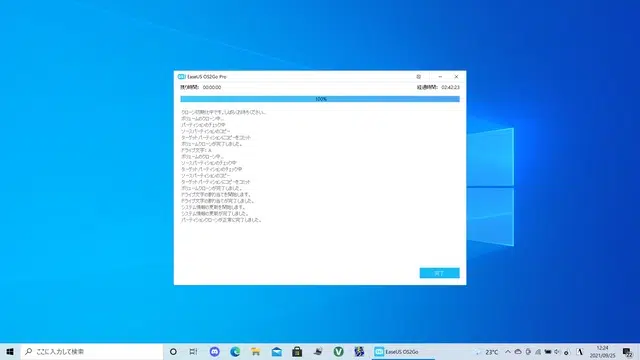 EaseUS OS2Go Pro
残り時間: 00:00:00
経過時間: 02:42:23
100%
クローン初期化中です。しばらくお待ちください...
ボリュームのクローン中...
パーティションのチェック中
ソースパーティションのコピー
ターゲットパーティションにコピーをコミット
ボリュームクローンが完了しました。
ドライブ文字: A
ボリュームのクローン中...
ソースパーティションのチェック中
ターゲットパーティションのチェック中
ソースパーティションのコピー
ターゲットパーティションにコピーをコミット
ボリュームクローンが完了しました。
ドライブ文字の割り当てを開始します。
ドライブ文字の割り当てが完了しました。
システム情報の更新を開始します。
システム情報の更新が完了しました。
パーティションクローンが正常に完了しました。
完了
ここに入力して検索
EaseUS OS2Go
23°C
12:24
2021/09/25